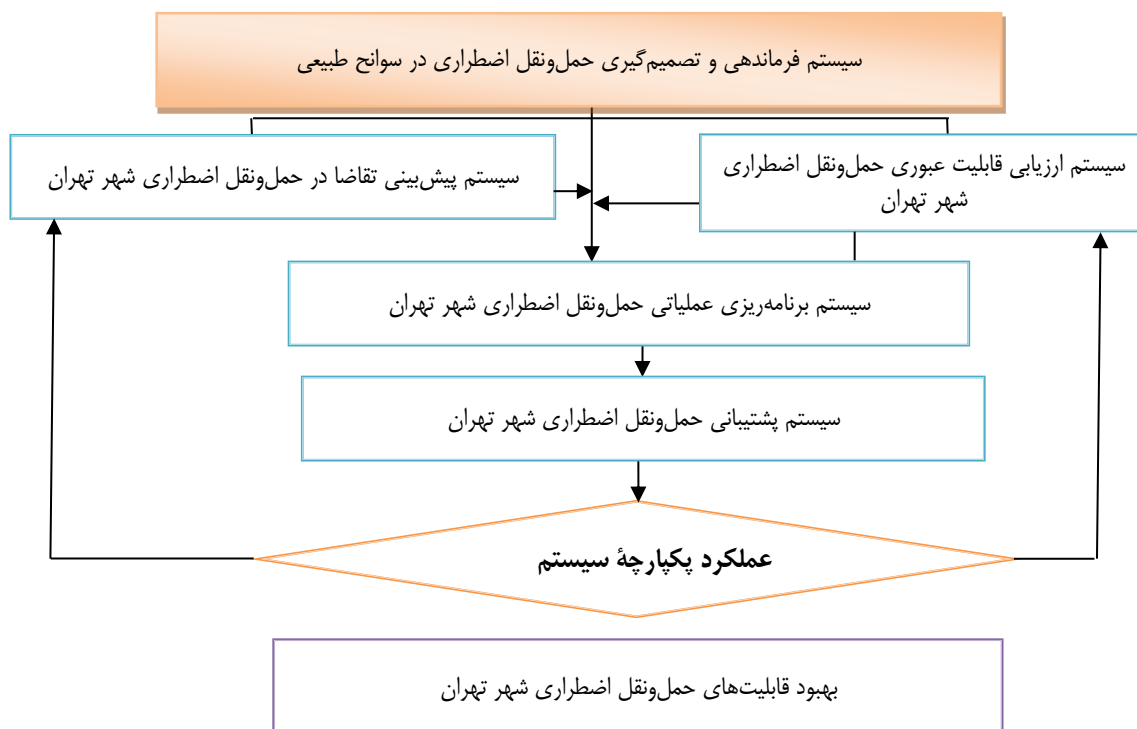 سیستم فرماندهی و تصمیم‌گیری حمل‌ونقل اضطراری در سوانح طبیعی
سیستم ارزیابی قابلیت عبوری حمل‌ونقل اضطراری
شهر تهران
سیستم پیش‌بینی تقاضا در حمل‌ونقل اضطراری شهر تهران
سیستم برنامه‌ریزی عملیاتی حمل‌ونقل اضطراری شهر تهران
سیستم پشتیبانی حمل‌ونقل اضطراری شهر تهران
عملکرد پکپارچهٔ سیستم
بهبود قابلیت‌های حمل‌ونقل اضطراری شهر تهران